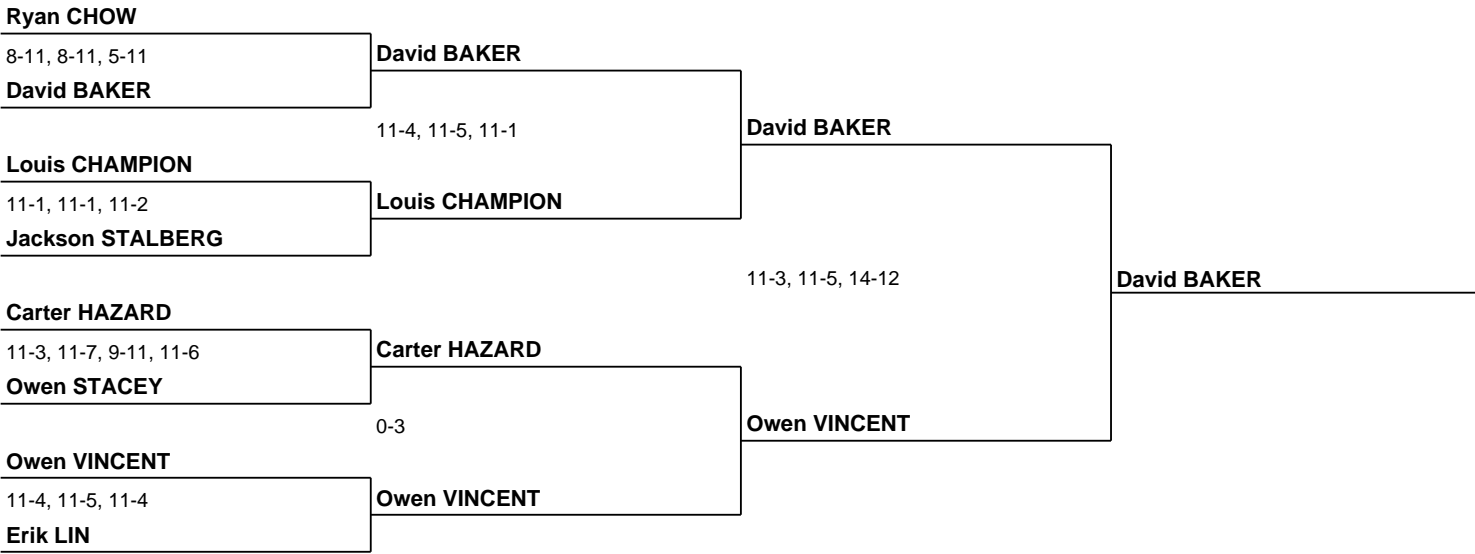 Ryan CHOW
8-11, 8-11, 5-11
David BAKER
David BAKER
11-4, 11-5, 11-1
David BAKER
Louis CHAMPION
11-1, 11-1, 11-2
Louis CHAMPION
Jackson STALBERG
11-3, 11-5, 14-12
David BAKER
Carter HAZARD
11-3, 11-7, 9-11, 11-6
Carter HAZARD
Owen STACEY
0-3
Owen VINCENT
Owen VINCENT
11-4, 11-5, 11-4
Owen VINCENT
Erik LIN